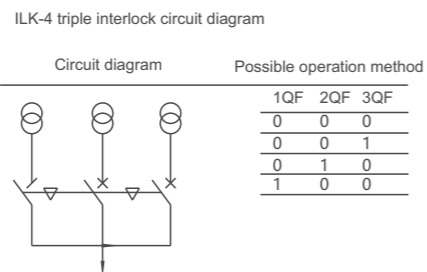 ILK-4 triple interlock circuit diagram
Circuit diagram
Possible operation method
1QF 2QF 3QF
0 0 0
0 0 1
0 1 0
1 0 0